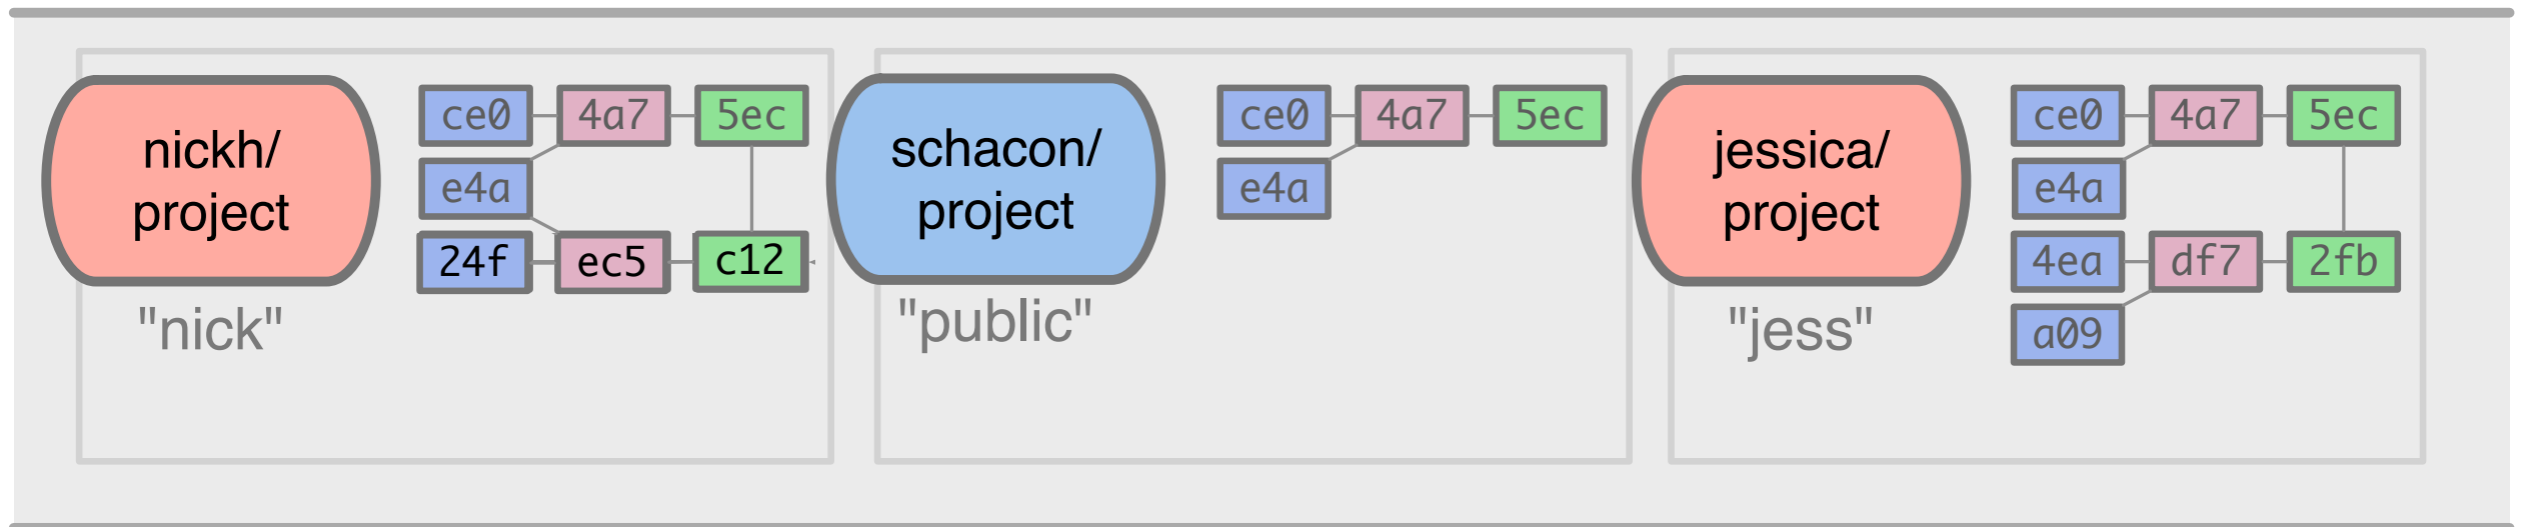 nickh/
project
"nick"
ce0 4a7 5ec
e4a
24f ec5 c12
schacon/
project
"public"
ce0 4a7 5ec
e4a
jessica/
project
"jess"
ce0 4a7 5ec
e4a
4ea df7 2fb
a09